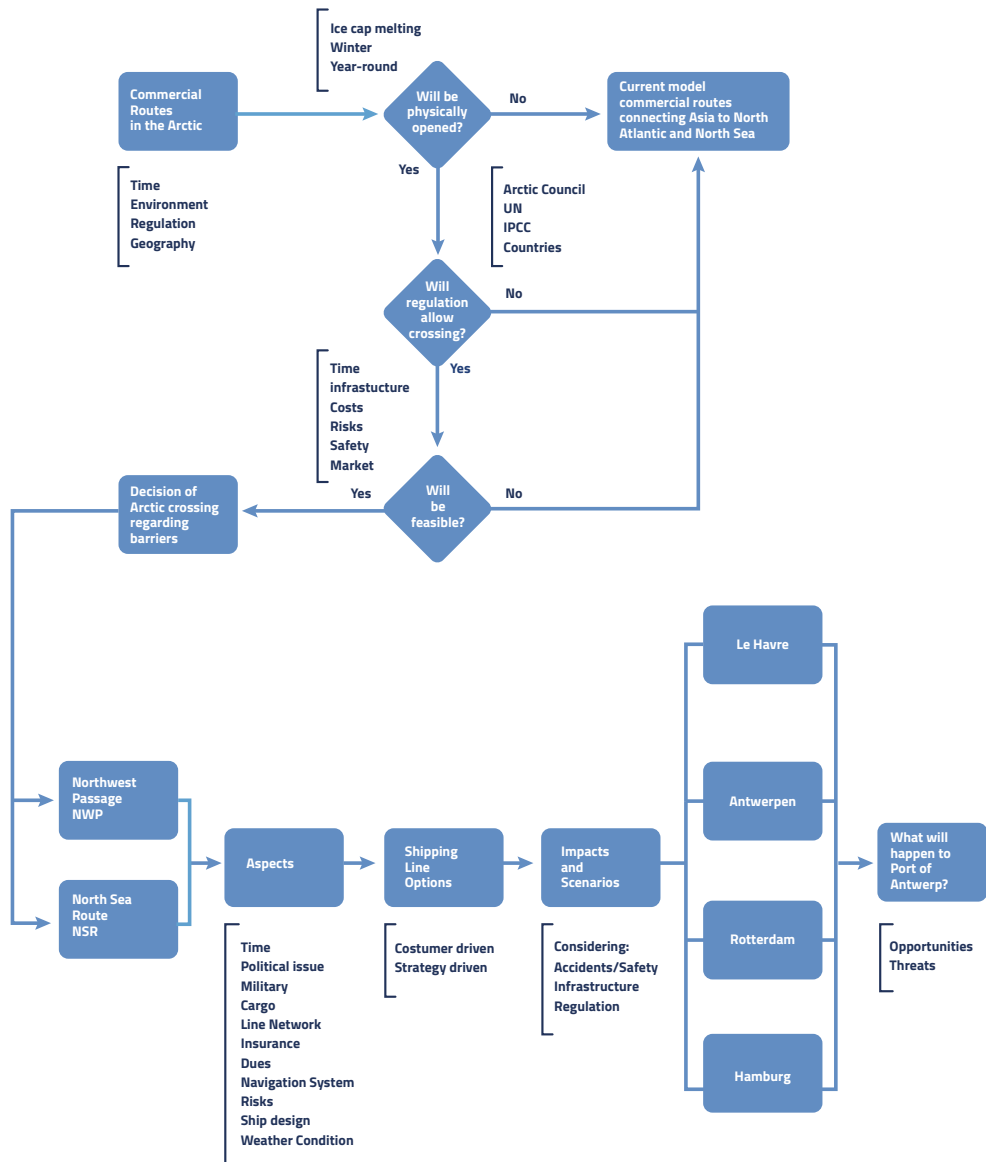 Ice cap melting
Winter
Year-round
Commercial
Routes
in the Arctic
Will be
physically
opened?
No
Current model
commercial routes
connecting Asia to North
Atlantic and North Sea
Yes
Time
Environment
Regulation
Geography
Arctic Council
UN
IPCC
Countries
Will
regulation
allow
crossing?
No
Yes
Time
infrastucture
Costs
Risks
Safety
Market
Decision of
Arctic crossing
regarding
barriers
Yes
Will
be
feasible?
No
Northwest
Passage
NWP
North Sea
Route
NSR
Aspects
Time
Political issue
Military
Cargo
Line Network
Insurance
Dues
Navigation System
Risks
Ship design
Weather Condition
Shipping
Line
Options
Costumer driven
Strategy driven
Impacts
and
Scenarios
Considering:
Accidents/Safety
Infrastructure
Regulation
Le Havre
Antwerpen
Rotterdam
Hamburg
What will
happen to
Port of
Antwerp?
Opportunities
Threats